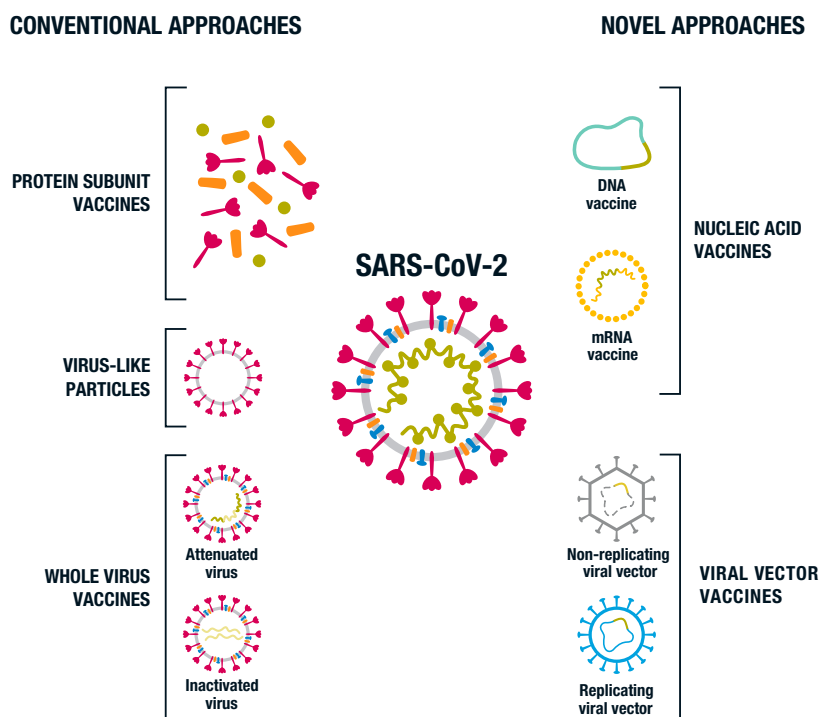 CONVENTIONAL APPROACHES
NOVEL APPROACHES
PROTEIN SUBUNIT
VACCINES
VIRUS-LIKE
PARTICLES
WHOLE VIRUS
VACCINES
Attenuated
virus
Inactivated
virus
SARS-CoV-2
DNA
vaccine
mRNA
vaccine
NUCLEIC ACID
VACCINES
Non-replicating
viral vector
Replicating
viral vector
VIRAL VECTOR
VACCINES